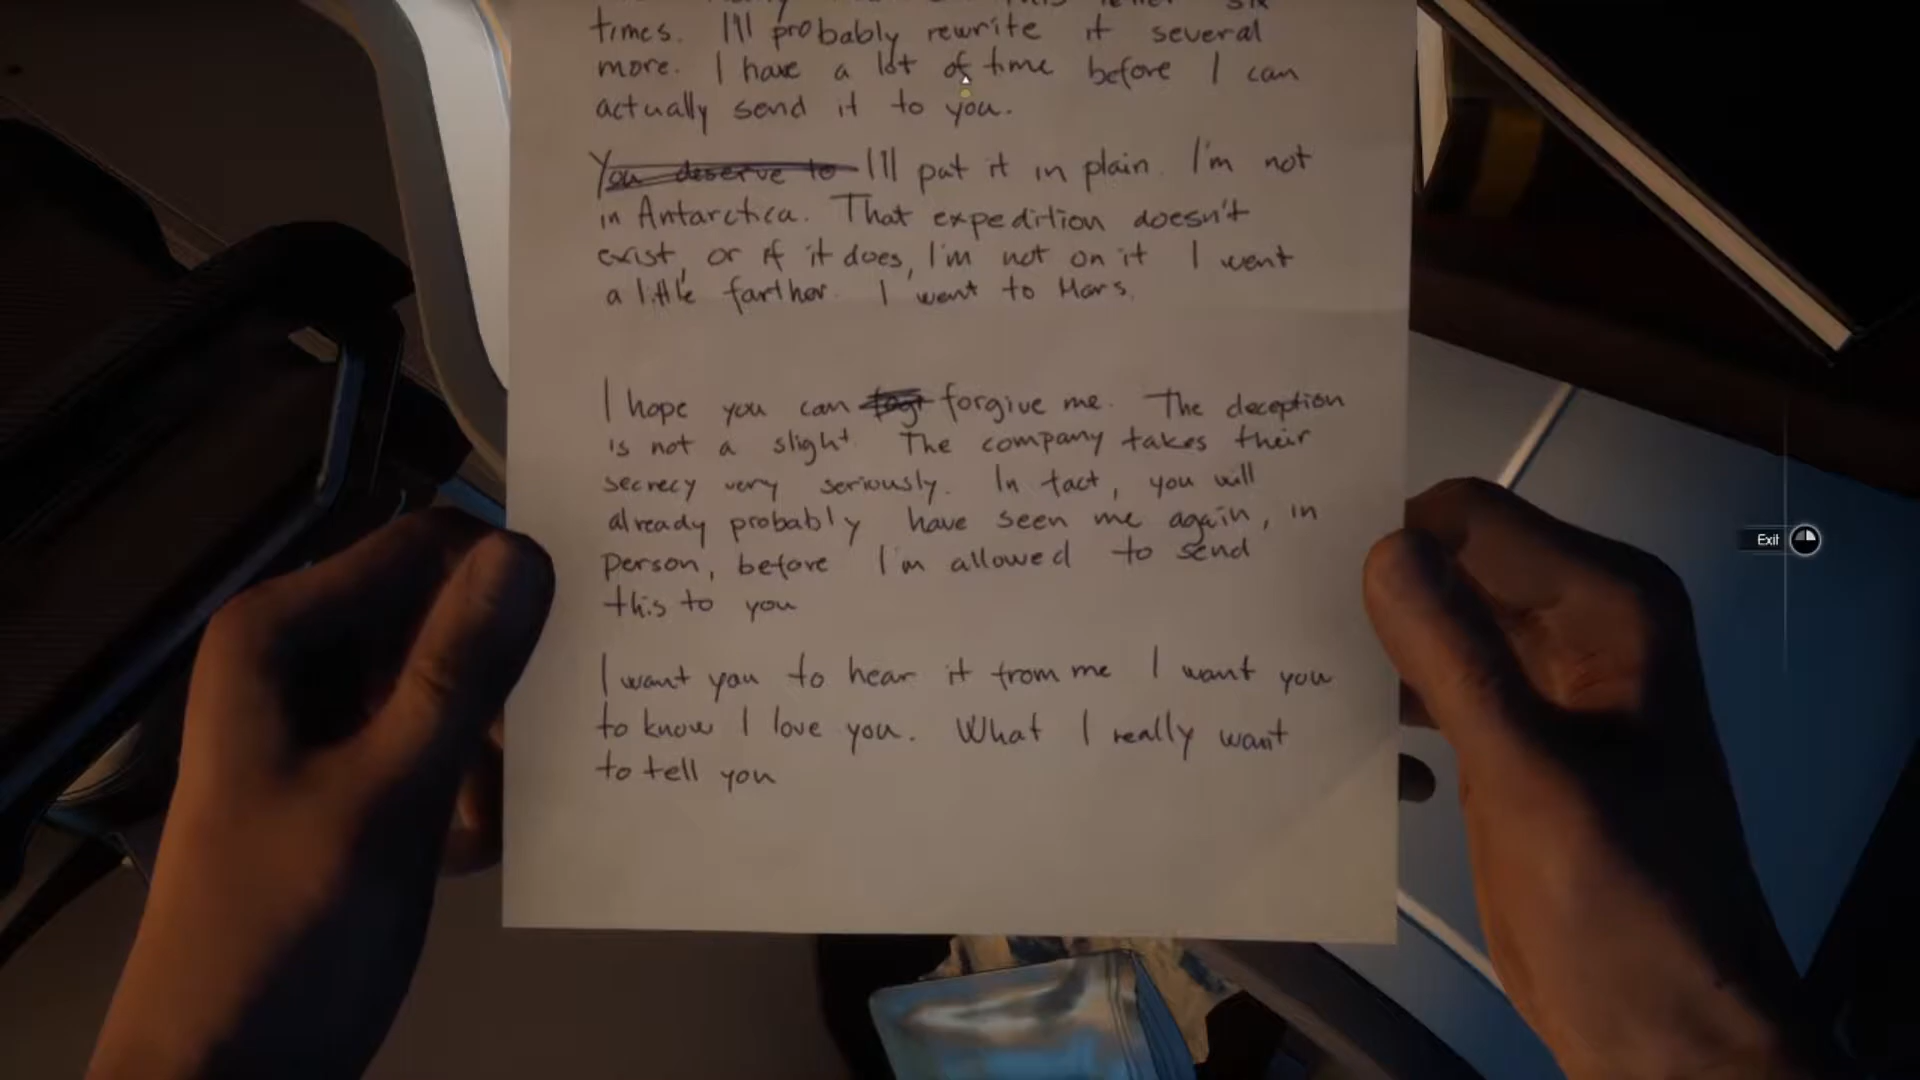 this letter six
times. I'll probably rewrite it several
more. I have a lot of time before I can
actually send it to you.
You deserve to I'll put it in plain. I'm not
in Antarctica. That expedition doesn't
exist, or if it does, I'm not on it I went
a little farther. I went to Mars.
I hope you can forgive me. The deception
is not a slight. The company takes their
secrecy very seriously. In fact, you will
already probably have seen me again, in
person, before I'm allowed to send
this to you
I want you to hear it from me I want you
to know I love you. What I really want
to tell you
Exit